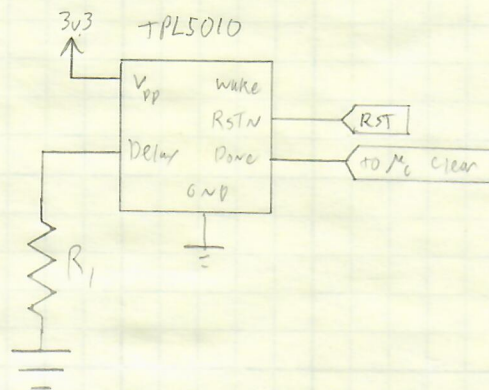 3v3
TPL5010
VDD
Wake
RSTN
RST
Delay
Done
to μc Clear
GND
R1